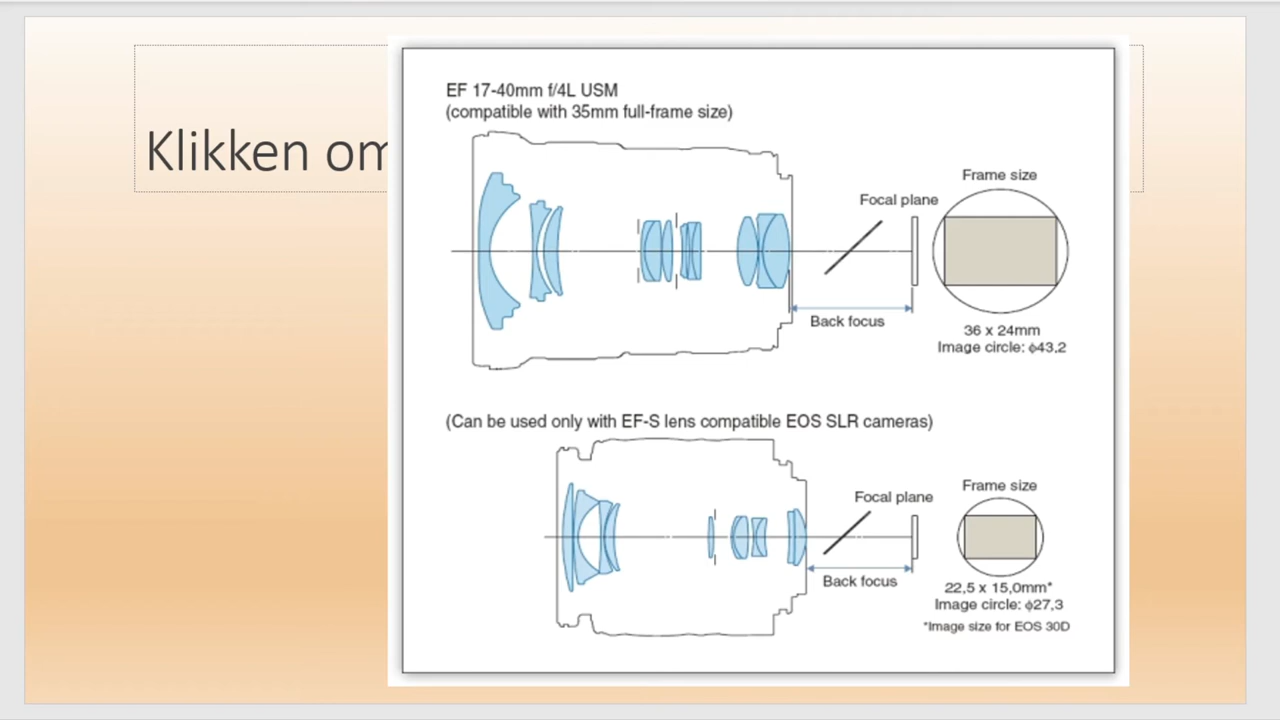 Klikken om
EF 17-40mm f/4L USM
(compatible with 35mm full-frame size)
Frame size
Focal plane
Back focus
36 x 24mm
Image circle: ϕ43,2
(Can be used only with EF-S lens compatible EOS SLR cameras)
Frame size
Focal plane
Back focus
22,5 x 15,0mm*
Image circle: ϕ27,3
*Image size for EOS 30D